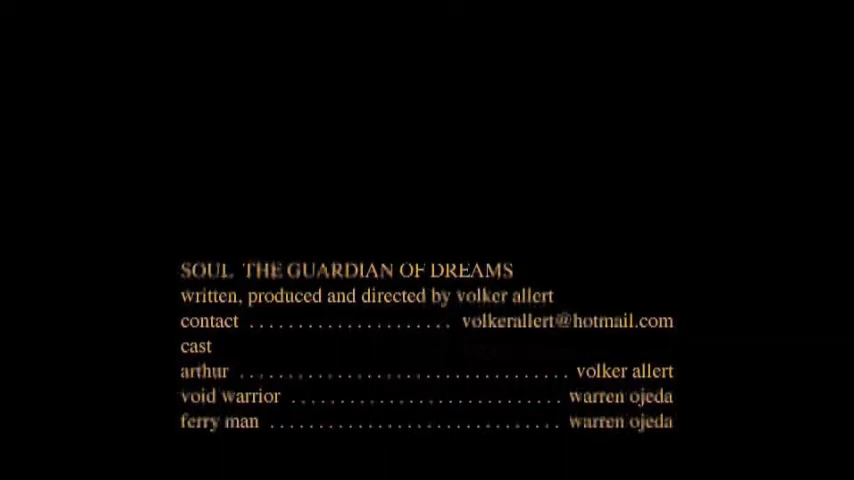 SOUL THE GUARDIAN OF DREAMS
written, produced and directed by volker allert
contact ..................... volkerallert@hotmail.com
cast
arthur .................................. volker allert
void warrior ............................ warren ojeda
ferry man .............................. warren ojeda